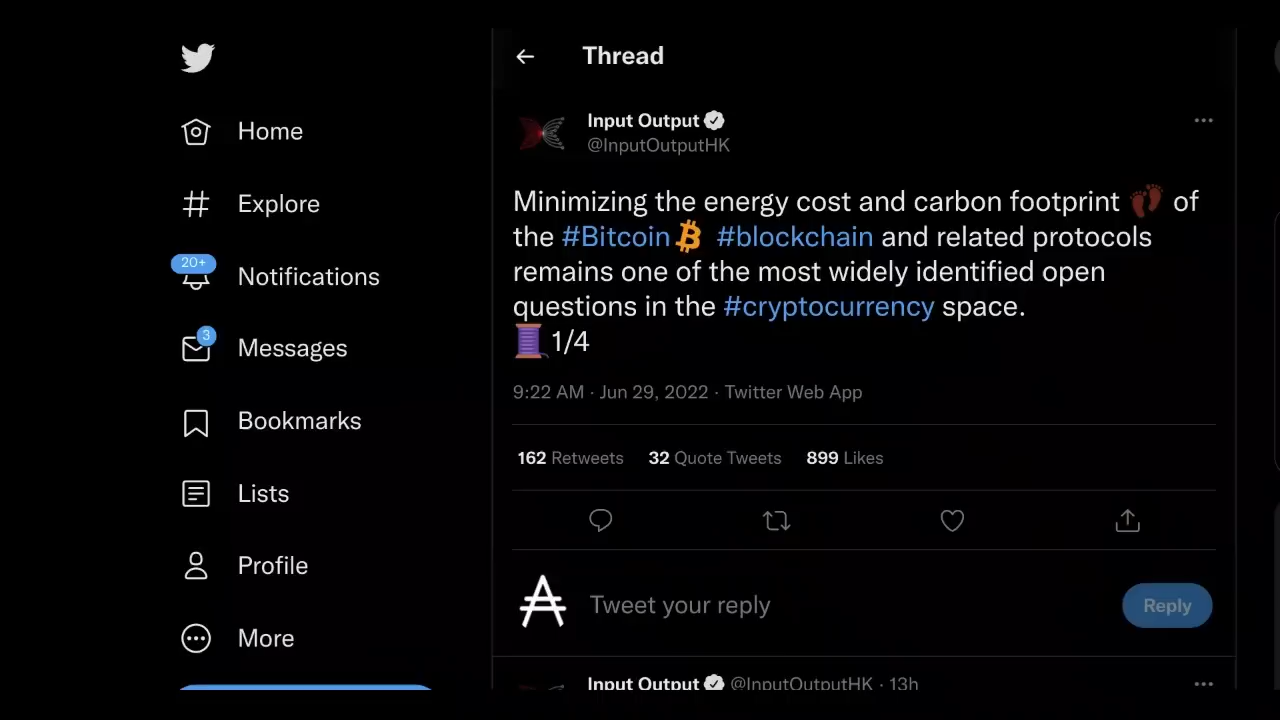 Home
Explore
20+
Notifications
3
Messages
Bookmarks
Lists
Profile
More
Thread
Input Output
@InputOutputHK
Minimizing the energy cost and carbon footprint 👣 of
the #Bitcoin #blockchain and related protocols
remains one of the most widely identified open
questions in the #cryptocurrency space.
🧵1/4
9:22 AM · Jun 29, 2022 · Twitter Web App
162 Retweets 32 Quote Tweets 899 Likes
Tweet your reply
Reply
Input Output @InputOutputHK · 13h